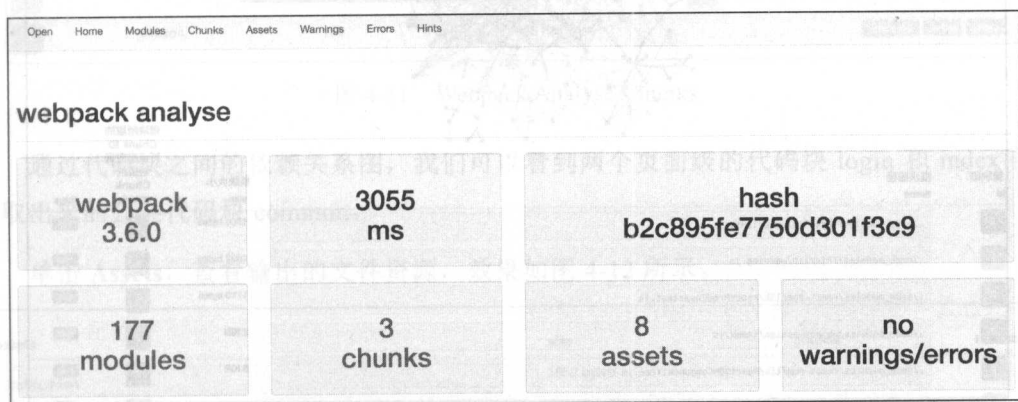 Open Home Modules Chunks Assets Warnings Errors Hints
webpack analyse
webpack
3.6.0
3055
ms
hash
b2c895fe7750d301f3c9
177
modules
3
chunks
8
assets
no
warnings/errors